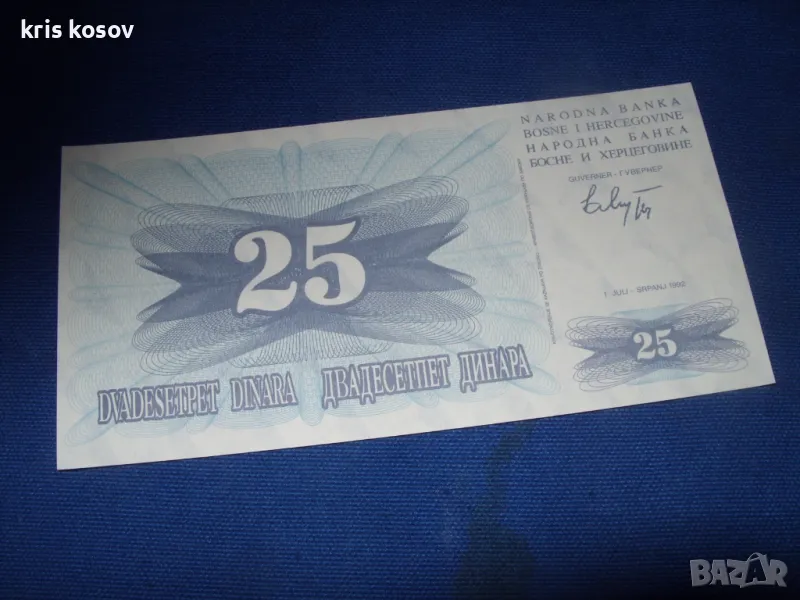 kris kosov
NARODNA BANKA
BOSNE I HERCEGOVINE
НАРОДНА БАНКА
БОСНЕ И ХЕРЦЕГОВИНЕ
GUVERNER - ГУВЕРНЕР
25
1 JULI - SRPANJ 1992
25
DVADESETPET DINARA ДВАДЕСЕТПЕТ ДИНАРА
BAZAR